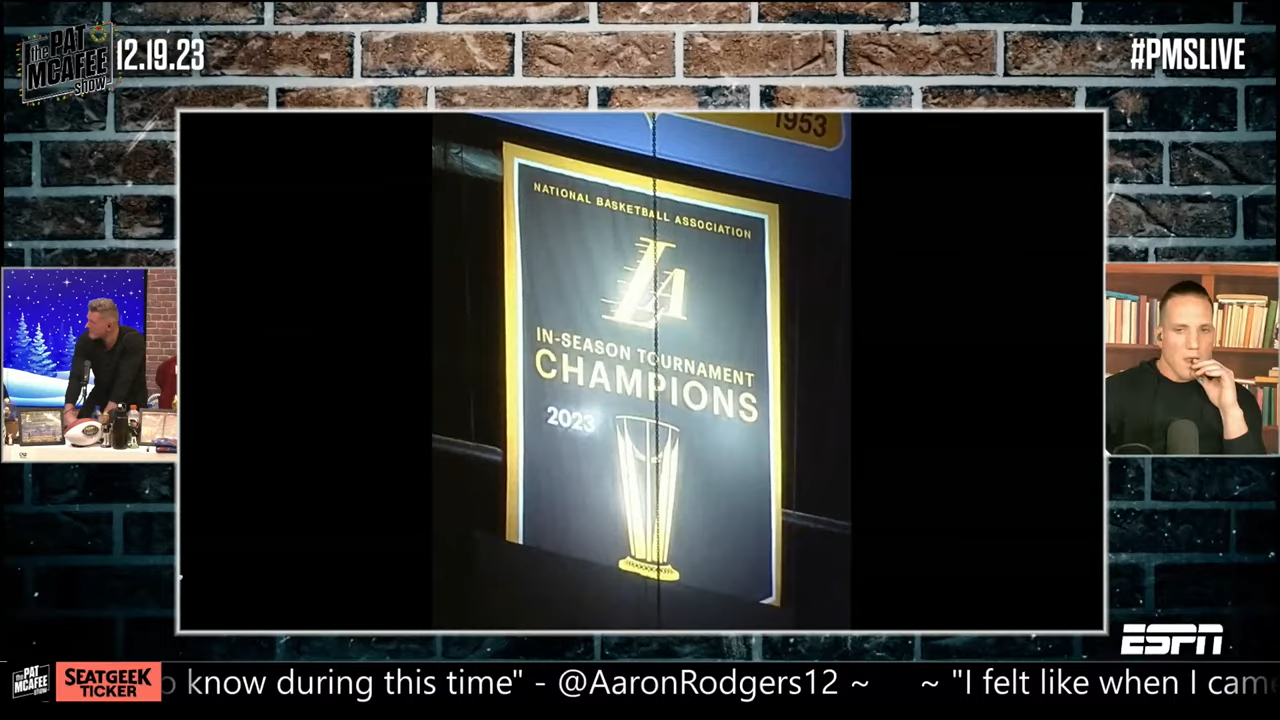 the PAT
MCAFEE
show
12.19.23
#PMSLIVE
1953
NATIONAL BASKETBALL ASSOCIATION
LA
IN-SEASON TOURNAMENT
CHAMPIONS
2023
ESPN
the PAT
MCAFEE
show
SEATGEEK
TICKER
o know during this time" - @AaronRodgers12 ~ ~ "I felt like when I came